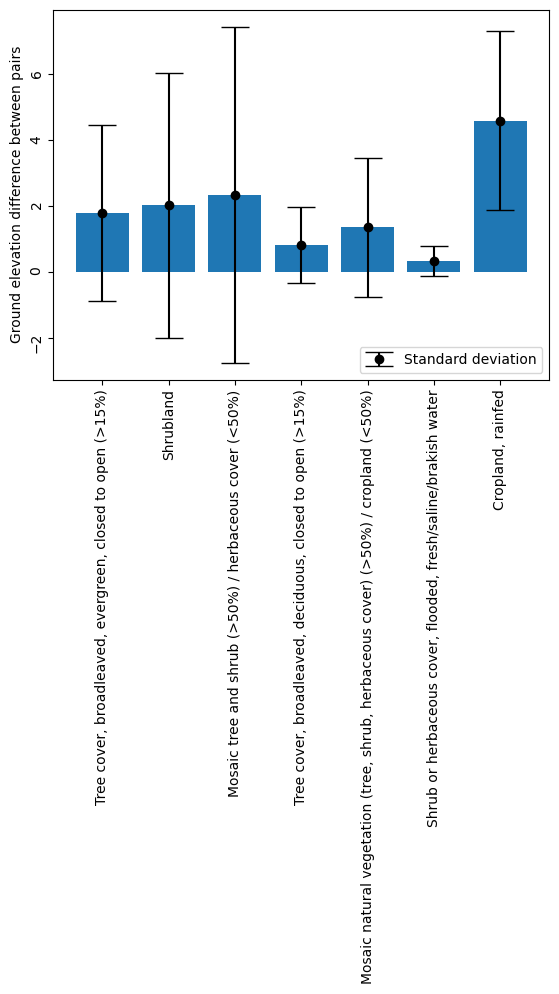 Ground elevation difference between pairs
6
4
2
0
−2
Standard deviation
Tree cover, broadleaved, evergreen, closed to open (>15%)
Shrubland
Mosaic tree and shrub (>50%) / herbaceous cover (<50%)
Tree cover, broadleaved, deciduous, closed to open (>15%)
Mosaic natural vegetation (tree, shrub, herbaceous cover) (>50%) / cropland (<50%)
Shrub or herbaceous cover, flooded, fresh/saline/brakish water
Cropland, rainfed